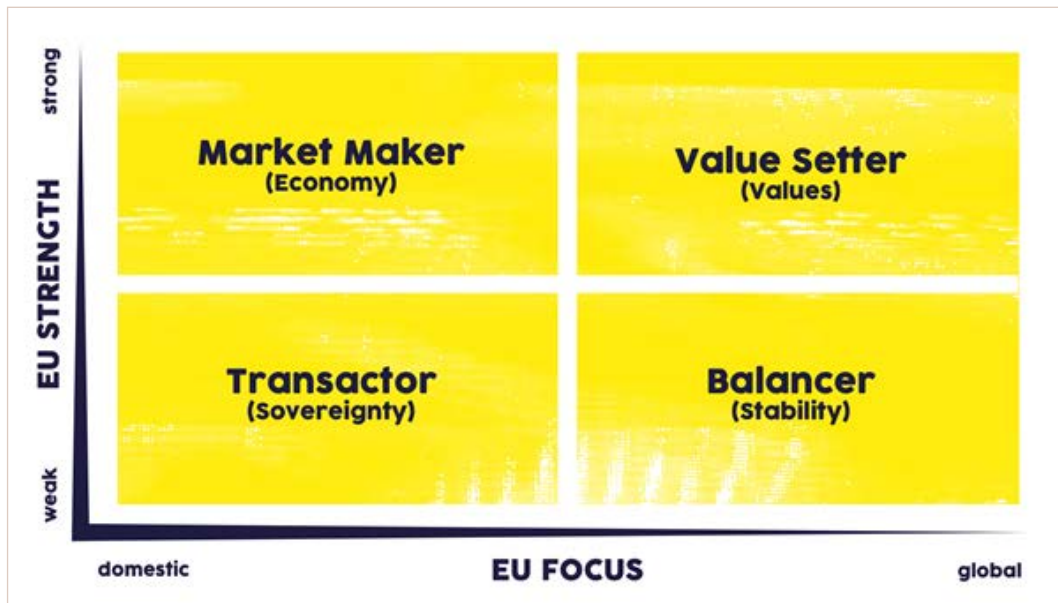 strong
EU STRENGTH
weak
Market Maker
(Economy)
Value Setter
(Values)
Transactor
(Sovereignty)
Balancer
(Stability)
domestic
EU FOCUS
global